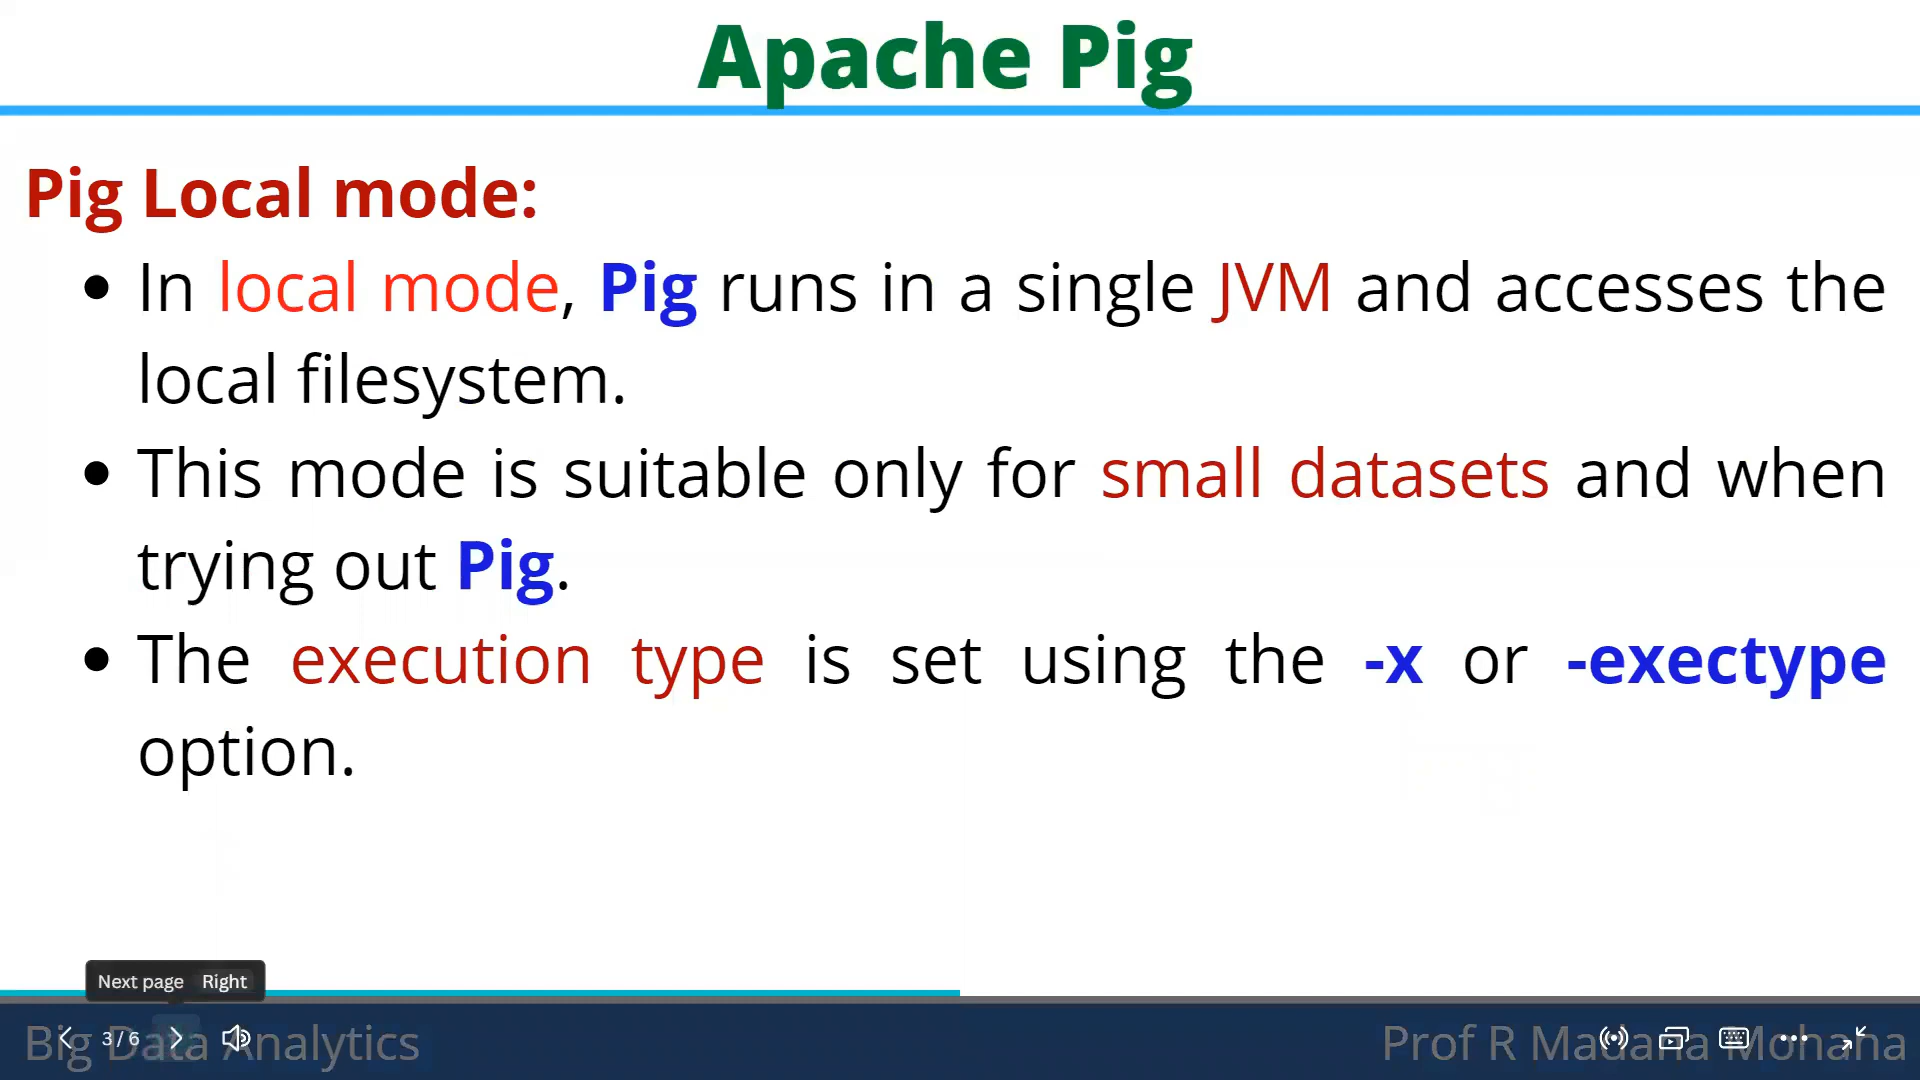 Apache Pig
Pig Local mode:
• In local mode, Pig runs in a single JVM and accesses the
local filesystem.
• This mode is suitable only for small datasets and when
trying out Pig.
• The execution type is set using the -x or -exectype
option.
Next page Right
Big Data Analytics
3 / 6
Prof R Madana Mohana